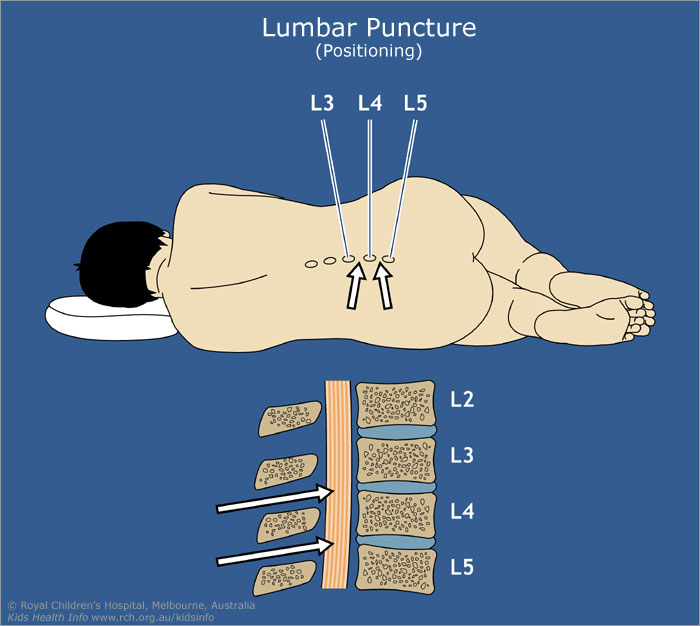 Lumbar Puncture
(Positioning)
L3 L4 L5
L2
L3
L4
L5
© Royal Children's Hospital, Melbourne, Australia
Kids Health Info www.rch.org.au/kidsinfo